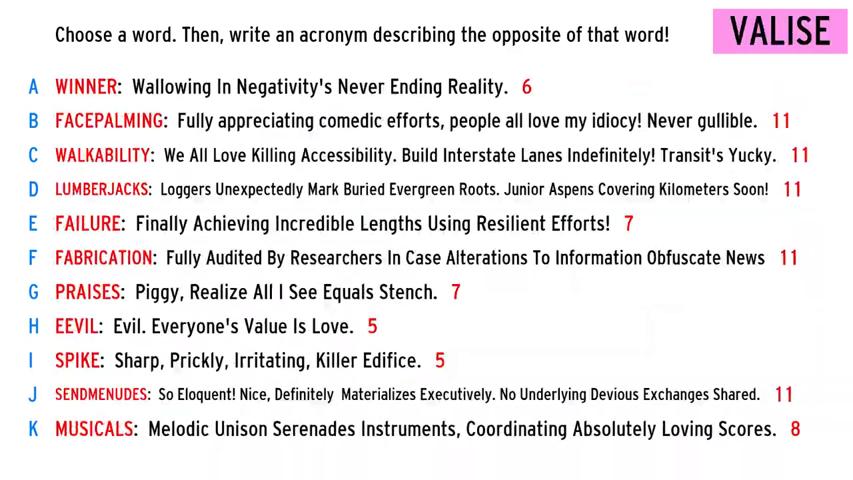 Choose a word. Then, write an acronym describing the opposite of that word!
VALISE
A WINNER: Wallowing In Negativity's Never Ending Reality. 6
B FACEPALMING: Fully appreciating comedic efforts, people all love my idiocy! Never gullible. 11
C WALKABILITY: We All Love Killing Accessibility. Build Interstate Lanes Indefinitely! Transit's Yucky. 11
D LUMBERJACKS: Loggers Unexpectedly Mark Buried Evergreen Roots. Junior Aspens Covering Kilometers Soon! 11
E FAILURE: Finally Achieving Incredible Lengths Using Resilient Efforts! 7
F FABRICATION: Fully Audited By Researchers In Case Alterations To Information Obfuscate News 11
G PRAISES: Piggy, Realize All I See Equals Stench. 7
H EEVIL: Evil. Everyone's Value Is Love. 5
I SPIKE: Sharp, Prickly, Irritating, Killer Edifice. 5
J SENDMENUDES: So Eloquent! Nice, Definitely Materializes Executively. No Underlying Devious Exchanges Shared. 11
K MUSICALS: Melodic Unison Serenades Instruments, Coordinating Absolutely Loving Scores. 8